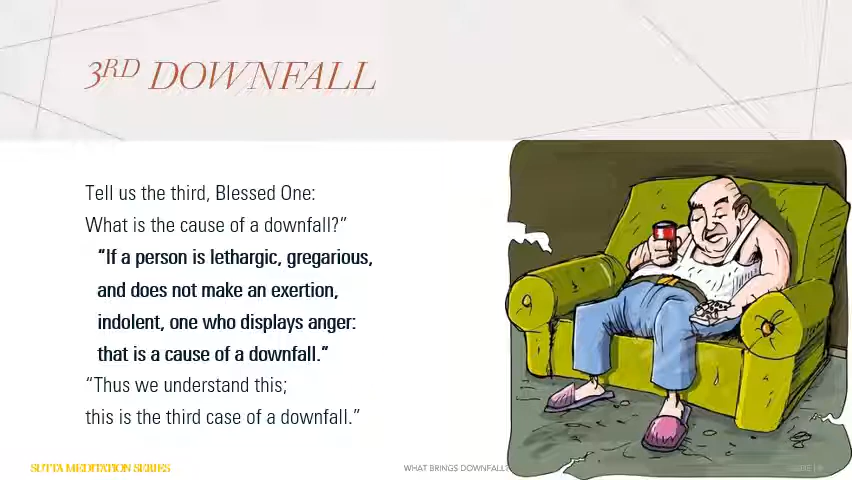 3RD DOWNFALL
Tell us the third, Blessed One:
What is the cause of a downfall?”
“If a person is lethargic, gregarious,
and does not make an exertion,
indolent, one who displays anger:
that is a cause of a downfall.”
“Thus we understand this;
this is the third case of a downfall.”
SUTTA MEDITATION SERIES
WHAT BRINGS DOWNFALL?